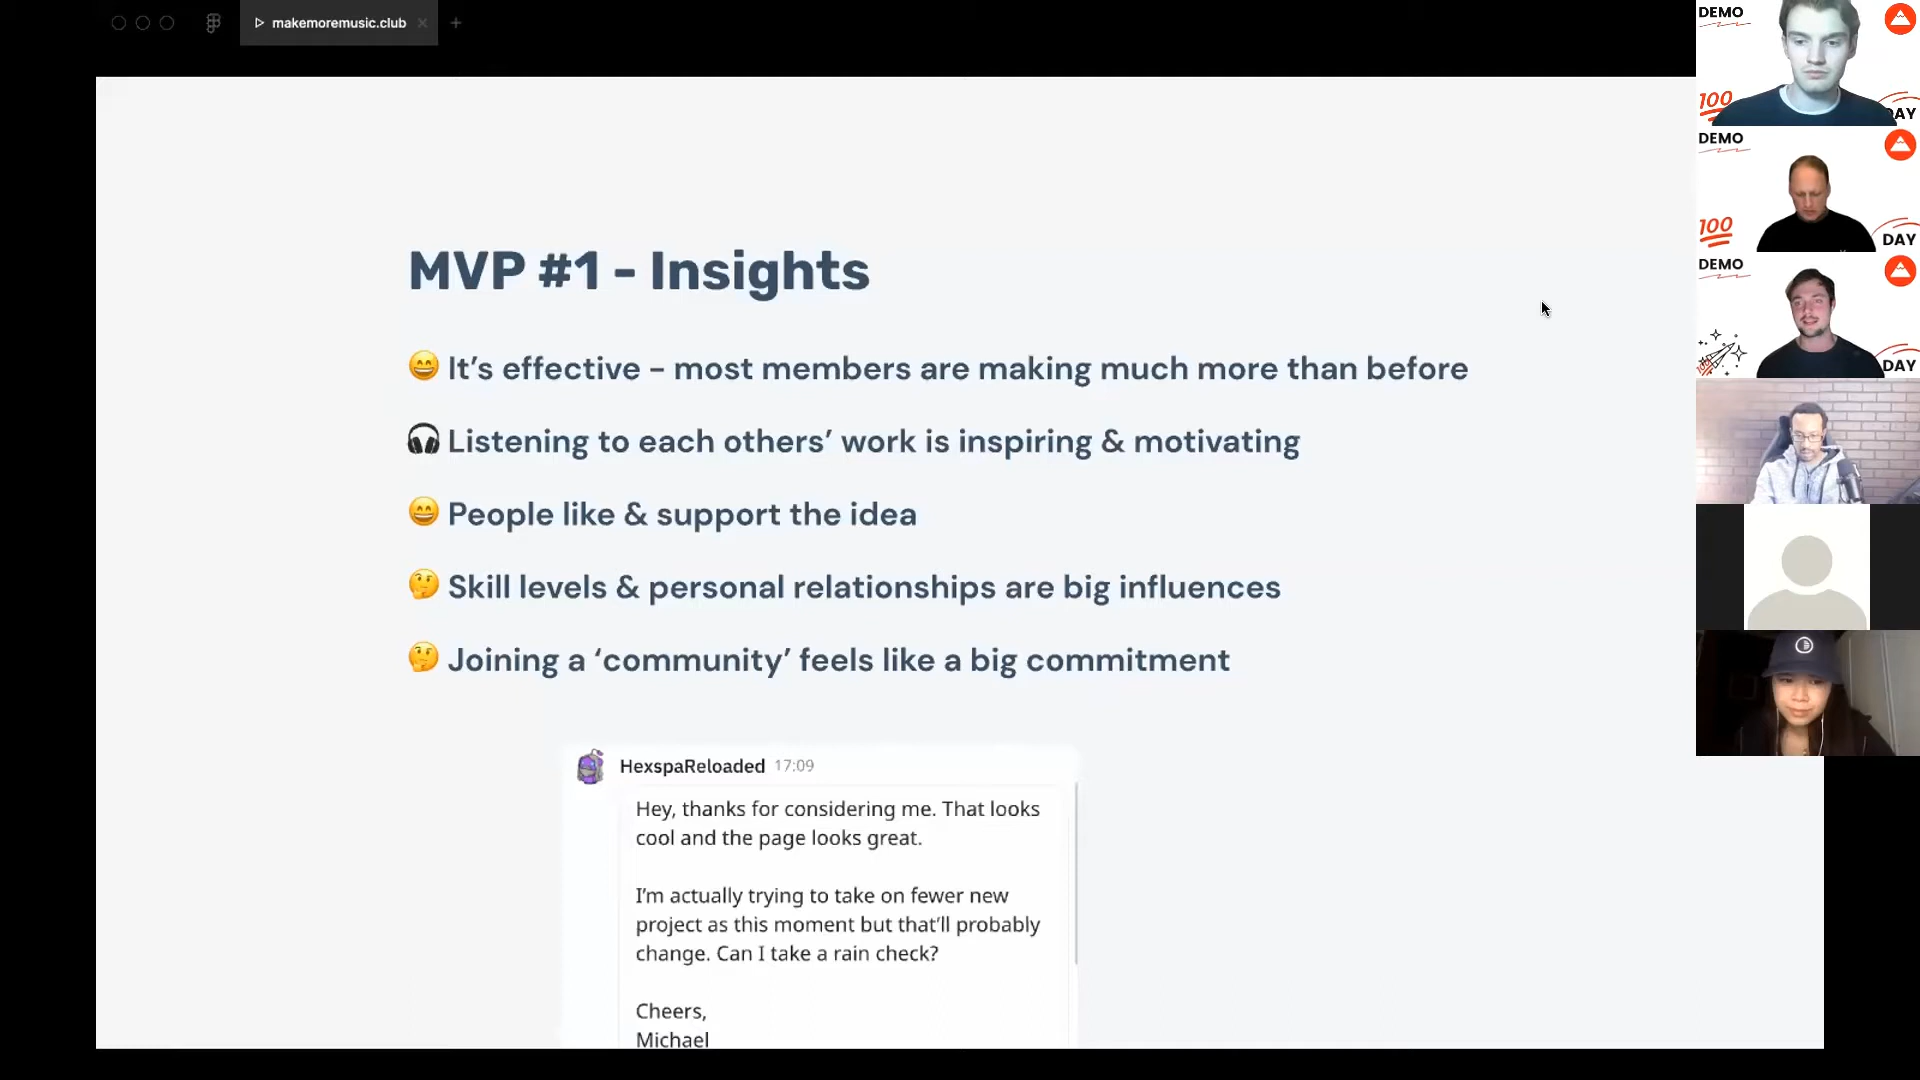 makemoremusic.club
MVP #1 - Insights
😄 It’s effective – most members are making much more than before
🎧 Listening to each others’ work is inspiring & motivating
😄 People like & support the idea
🤔 Skill levels & personal relationships are big influences
🤔 Joining a ‘community’ feels like a big commitment
HexspaReloaded 17:09
Hey, thanks for considering me. That looks
cool and the page looks great.
I’m actually trying to take on fewer new
project as this moment but that’ll probably
change. Can I take a rain check?
Cheers,
Michael
DEMO
100
DAY
DEMO
100
DAY
DEMO
DAY